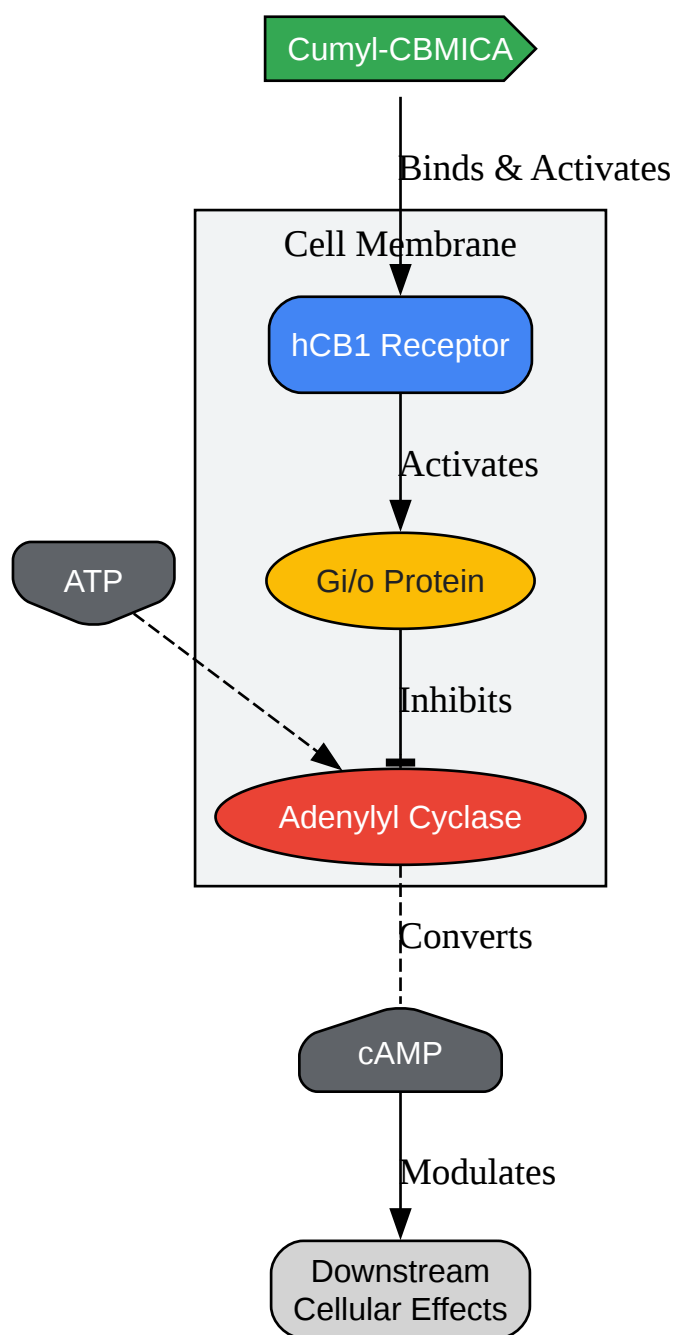 Cumyl-CBMICA
Binds & Activates
Cell Membrane
hCB1 Receptor
Activates
ATP
Gi/o Protein
Inhibits
Adenylyl Cyclase
Converts
cAMP
Modulates
Downstream
Cellular Effects